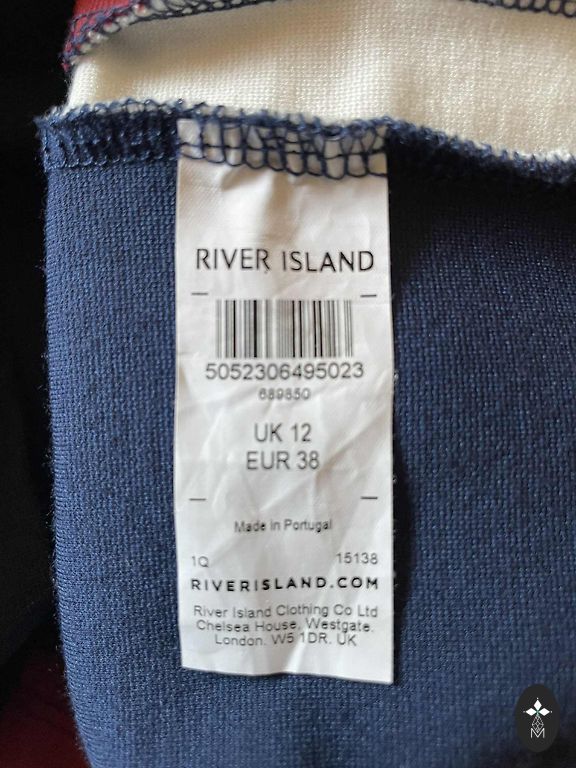 RIVER ISLAND
5052306495023
689850
UK 12
EUR 38
Made in Portugal
1Q 15138
RIVERISLAND.COM
River Island Clothing Co Ltd
Chelsea House, Westgate.
London. W5 1DR. UK
M